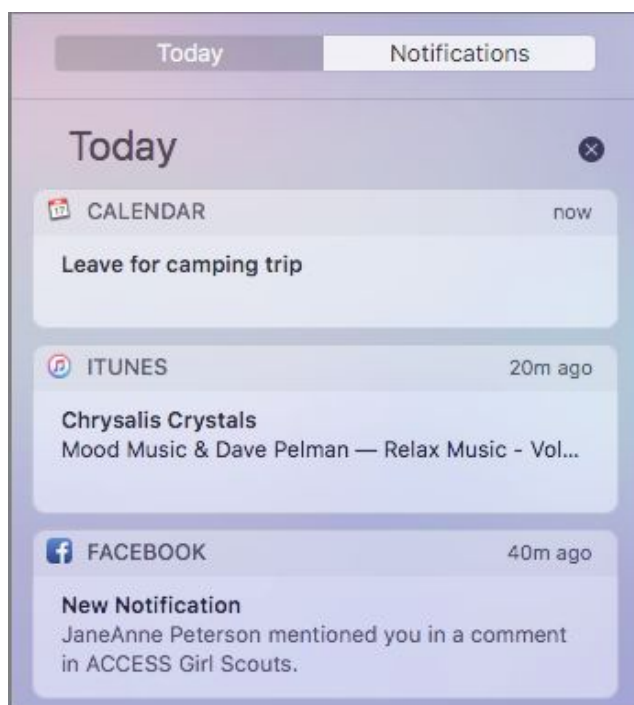 Today Notifications
Today
CALENDAR now
Leave for camping trip
ITUNES 20m ago
Chrysalis Crystals
Mood Music & Dave Pelman — Relax Music - Vol...
FACEBOOK 40m ago
New Notification
JaneAnne Peterson mentioned you in a comment
in ACCESS Girl Scouts.